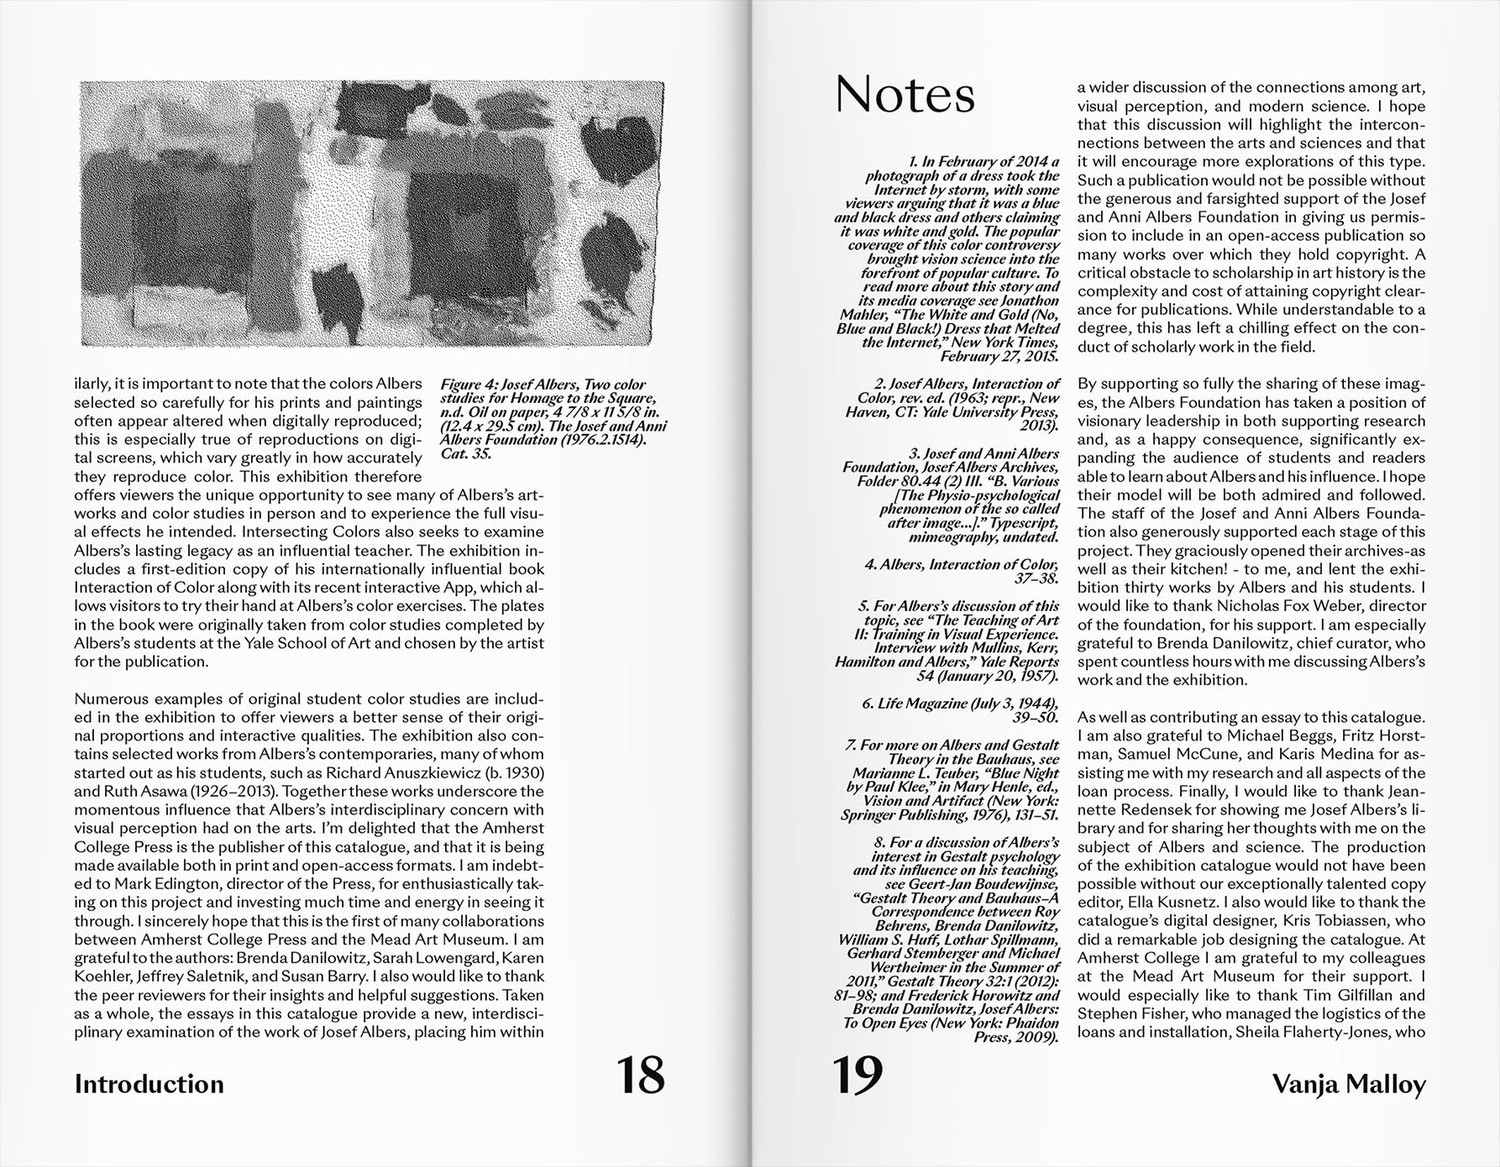 ilarly, it is important to note that the colors Albers
selected so carefully for his prints and paintings
often appear altered when digitally reproduced;
this is especially true of reproductions on digi-
tal screens, which vary greatly in how accurately
they reproduce color. This exhibition therefore
offers viewers the unique opportunity to see many of Albers's art-
works and color studies in person and to experience the full visu-
al effects he intended. Intersecting Colors also seeks to examine
Albers's lasting legacy as an influential teacher. The exhibition in-
cludes a first-edition copy of his internationally influential book
Interaction of Color along with its recent interactive App, which al-
lows visitors to try their hand at Albers's color exercises. The plates
in the book were originally taken from color studies completed by
Albers's students at the Yale School of Art and chosen by the artist
for the publication.
Numerous examples of original student color studies are includ-
ed in the exhibition to offer viewers a better sense of their origi-
nal proportions and interactive qualities. The exhibition also con-
tains selected works from Albers's contemporaries, many of whom
started out as his students, such as Richard Anuszkiewicz (b. 1930)
and Ruth Asawa (1926–2013). Together these works underscore the
momentous influence that Albers's interdisciplinary concern with
visual perception had on the arts. I'm delighted that the Amherst
College Press is the publisher of this catalogue, and that it is being
made available both in print and open-access formats. I am indebt-
ed to Mark Edington, director of the Press, for enthusiastically tak-
ing on this project and investing much time and energy in seeing it
through. I sincerely hope that this is the first of many collaborations
between Amherst College Press and the Mead Art Museum. I am
grateful to the authors: Brenda Danilowitz, Sarah Lowengard, Karen
Koehler, Jeffrey Saletnik, and Susan Barry. I also would like to thank
the peer reviewers for their insights and helpful suggestions. Taken
as a whole, the essays in this catalogue provide a new, interdisci-
plinary examination of the work of Josef Albers, placing him within
Figure 4: Josef Albers, Two color
studies for Homage to the Square,
n.d. Oil on paper, 4 7/8 x 11 5/8 in.
(12.4 x 29.5 cm). The Josef and Anni
Albers Foundation (1976.2.1514).
Cat. 35.
Introduction
18
Notes
1. In February of 2014 a
photograph of a dress took the
Internet by storm, with some
viewers arguing that it was a blue
and black dress and others claiming
it was white and gold. The popular
coverage of this color controversy
brought vision science into the
forefront of popular culture. To
read more about this story and
its media coverage see Jonathon
Mahler, “The White and Gold (No,
Blue and Black!) Dress that Melted
the Internet,” New York Times,
February 27, 2015.
2. Josef Albers, Interaction of
Color, rev. ed. (1963; repr., New
Haven, CT: Yale University Press,
2013).
3. Josef and Anni Albers
Foundation, Josef Albers Archives,
Folder 80.44 (2) III. “B. Various
[The Physio-psychological
phenomenon of the so called
after image...].” Typescript,
mimeography, undated.
4. Albers, Interaction of Color,
37–38.
5. For Albers's discussion of this
topic, see “The Teaching of Art
II: Training in Visual Experience.
Interview with Mullins, Kerr,
Hamilton and Albers,” Yale Reports
54 (January 20, 1957).
6. Life Magazine (July 3, 1944),
39–50.
7. For more on Albers and Gestalt
Theory in the Bauhaus, see
Marianne L. Teuber, “Blue Night
by Paul Klee,” in Mary Henle, ed.,
Vision and Artifact (New York:
Springer Publishing, 1976), 131–51.
8. For a discussion of Albers's
interest in Gestalt psychology
and its influence on his teaching,
see Geert-Jan Boudewijnse,
“Gestalt Theory and Bauhaus–A
Correspondence between Roy
Behrens, Brenda Danilowitz,
William S. Huff, Lothar Spillmann,
Gerhard Stemberger and Michael
Wertheimer in the Summer of
2011,” Gestalt Theory 32:1 (2012):
81–98; and Frederick Horowitz and
Brenda Danilowitz, Josef Albers:
To Open Eyes (New York: Phaidon
Press, 2009).
a wider discussion of the connections among art,
visual perception, and modern science. I hope
that this discussion will highlight the intercon-
nections between the arts and sciences and that
it will encourage more explorations of this type.
Such a publication would not be possible without
the generous and farsighted support of the Josef
and Anni Albers Foundation in giving us permis-
sion to include in an open-access publication so
many works over which they hold copyright. A
critical obstacle to scholarship in art history is the
complexity and cost of attaining copyright clear-
ance for publications. While understandable to a
degree, this has left a chilling effect on the con-
duct of scholarly work in the field.
By supporting so fully the sharing of these imag-
es, the Albers Foundation has taken a position of
visionary leadership in both supporting research
and, as a happy consequence, significantly ex-
panding the audience of students and readers
able to learn about Albers and his influence. I hope
their model will be both admired and followed.
The staff of the Josef and Anni Albers Founda-
tion also generously supported each stage of this
project. They graciously opened their archives-as
well as their kitchen! - to me, and lent the exhi-
bition thirty works by Albers and his students. I
would like to thank Nicholas Fox Weber, director
of the foundation, for his support. I am especially
grateful to Brenda Danilowitz, chief curator, who
spent countless hours with me discussing Albers's
work and the exhibition.
As well as contributing an essay to this catalogue.
I am also grateful to Michael Beggs, Fritz Horst-
man, Samuel McCune, and Karis Medina for as-
sisting me with my research and all aspects of the
loan process. Finally, I would like to thank Jean-
nette Redensek for showing me Josef Albers's li-
brary and for sharing her thoughts with me on the
subject of Albers and science. The production
of the exhibition catalogue would not have been
possible without our exceptionally talented copy
editor, Ella Kusnetz. I also would like to thank the
catalogue's digital designer, Kris Tobiassen, who
did a remarkable job designing the catalogue. At
Amherst College I am grateful to my colleagues
at the Mead Art Museum for their support. I
would especially like to thank Tim Gilfillan and
Stephen Fisher, who managed the logistics of the
loans and installation, Sheila Flaherty-Jones, who
19
Vanja Malloy